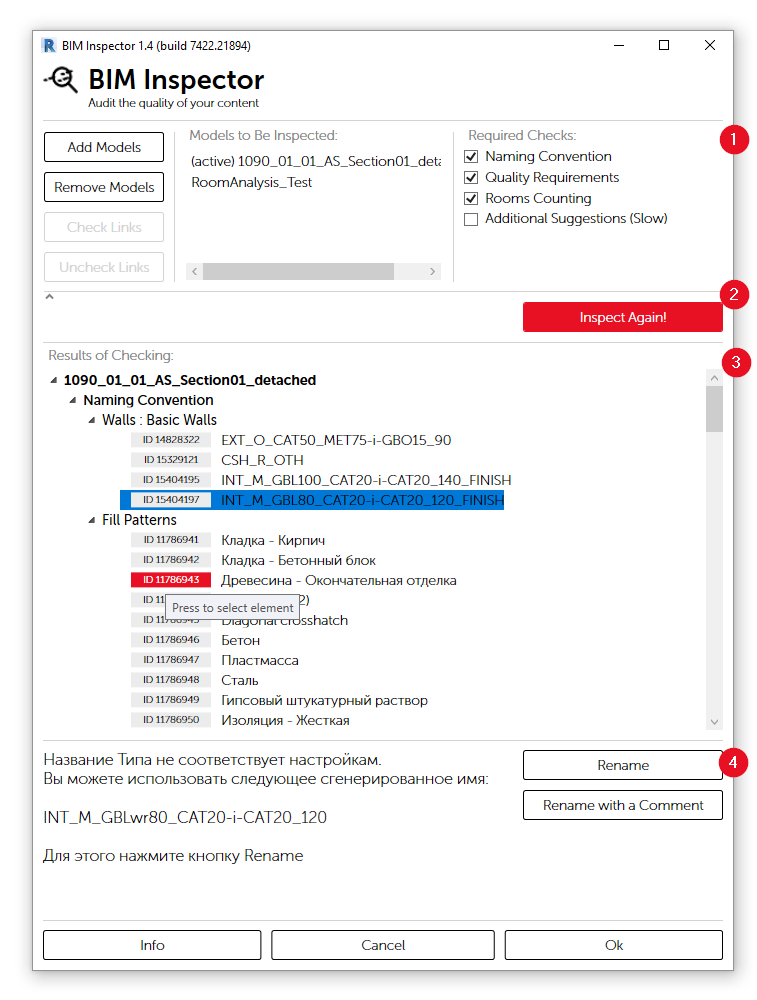 BIM Inspector 1.4 (build 7422.21894)
BIM Inspector
Audit the quality of your content
Add Models
Remove Models
Check Links
Uncheck Links
Models to Be Inspected:
(active) 1090_01_01_AS_Section01_deta
RoomAnalysis_Test
Required Checks:
Naming Convention
Quality Requirements
Rooms Counting
Additional Suggestions (Slow)
1
2
Inspect Again!
Results of Checking:
3
1090_01_01_AS_Section01_detached
Naming Convention
Walls : Basic Walls
ID 14828322 EXT_O_CAT50_MET75-i-GBO15_90
ID 15329121 CSH_R_OTH
ID 15404195 INT_M_GBL100_CAT20-i-CAT20_140_FINISH
ID 15404197 INT_M_GBL80_CAT20-i-CAT20_120_FINISH
Fill Patterns
ID 11786941 Кладка - Кирпич
ID 11786942 Кладка - Бетонный блок
ID 11786943 Древесина - Окончательная отделка
ID 11 2)
Press to select element
ID 11786945 Diagonal crosshatch
ID 11786946 Бетон
ID 11786947 Пластмасса
ID 11786948 Сталь
ID 11786949 Гипсовый штукатурный раствор
ID 11786950 Изоляция - Жесткая
Название Типа не соответствует настройкам.
Вы можете использовать следующее сгенерированное имя:
INT_M_GBLwr80_CAT20-i-CAT20_120
Для этого нажмите кнопку Rename
Rename
4
Rename with a Comment
Info
Cancel
Ok